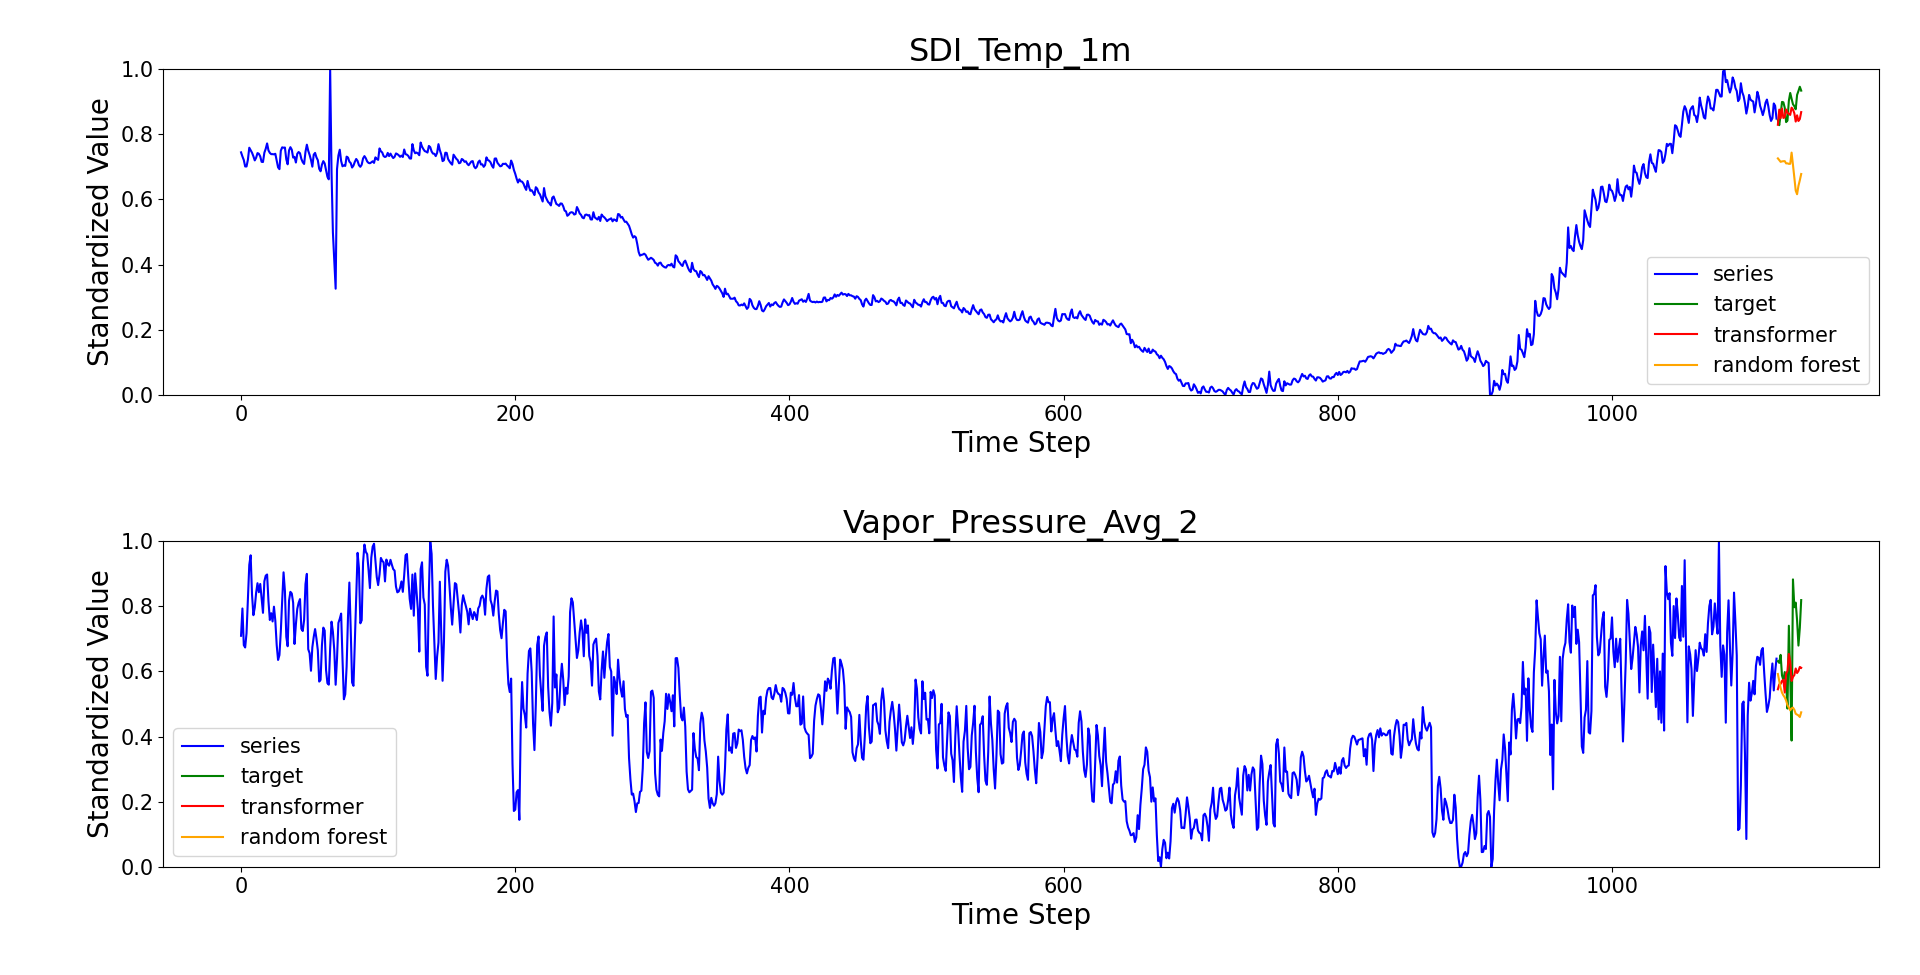 SDI_Temp_1m
Standardized Value
1.0
0.8
0.6
0.4
0.2
0.0
0 200 400 600 800 1000
Time Step
series
target
transformer
random forest
Vapor_Pressure_Avg_2
Standardized Value
1.0
0.8
0.6
0.4
0.2
0.0
0 200 400 600 800 1000
Time Step
series
target
transformer
random forest